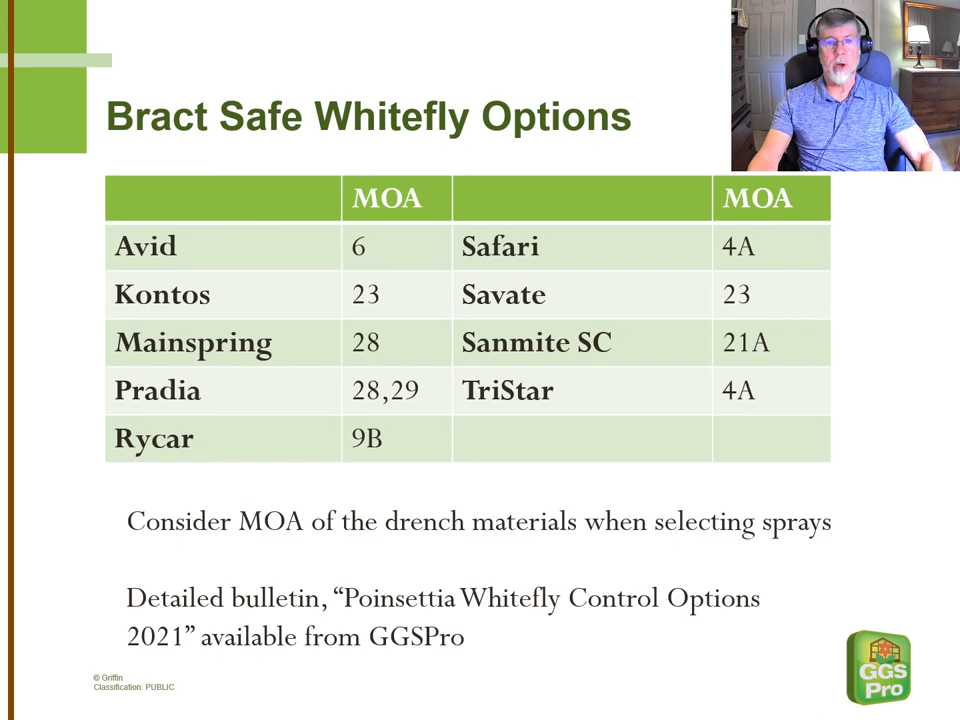 Bract Safe Whitefly Options
MOA MOA
Avid 6 Safari 4A
Kontos 23 Savate 23
Mainspring 28 Sanmite SC 21A
Pradia 28,29 TriStar 4A
Rycar 9B
Consider MOA of the drench materials when selecting sprays
Detailed bulletin, “Poinsettia Whitefly Control Options
2021” available from GGSPro
© Griffin
Classification: PUBLIC
GGS
Pro